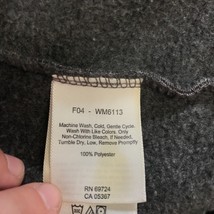 F04 - WM6113
Machine Wash, Cold, Gentle Cycle
Wash With Like Colors, Only
Non-Chlorine Bleach, If Needed,
Tumble Dry, Low, Remove Promptly
100% Polyester
RN 69724
CA 05367